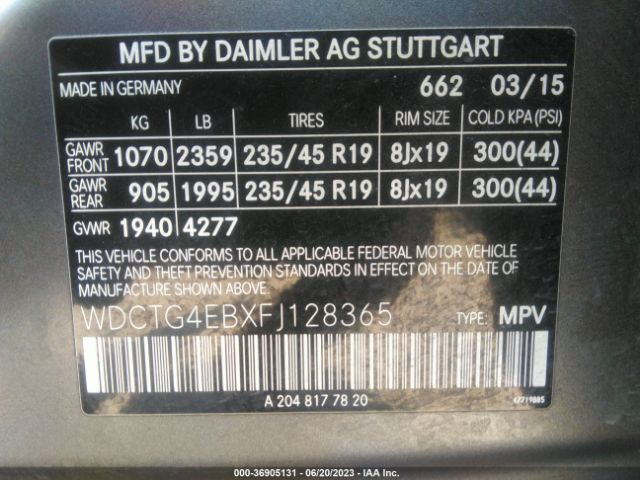 MFD BY DAIMLER AG STUTTGART
MADE IN GERMANY 662 03/15
KG LB TIRES RIM SIZE COLD KPA(PSI)
GAWR FRONT 1070 2359 235/45 R19 8Jx19 300(44)
GAWR REAR 905 1995 235/45 R19 8Jx19 300(44)
GVWR 1940 4277
THIS VEHICLE CONFORMS TO ALL APPLICABLE FEDERAL MOTOR VEHICLE
SAFETY AND THEFT PREVENTION STANDARDS IN EFFECT ON THE DATE OF
MANUFACTURE SHOWN ABOVE.
WDCTG4EBXFJ128365 TYPE: MPV
A 204 817 78 20
000-36905131 - 06/20/2023 - IAA Inc.